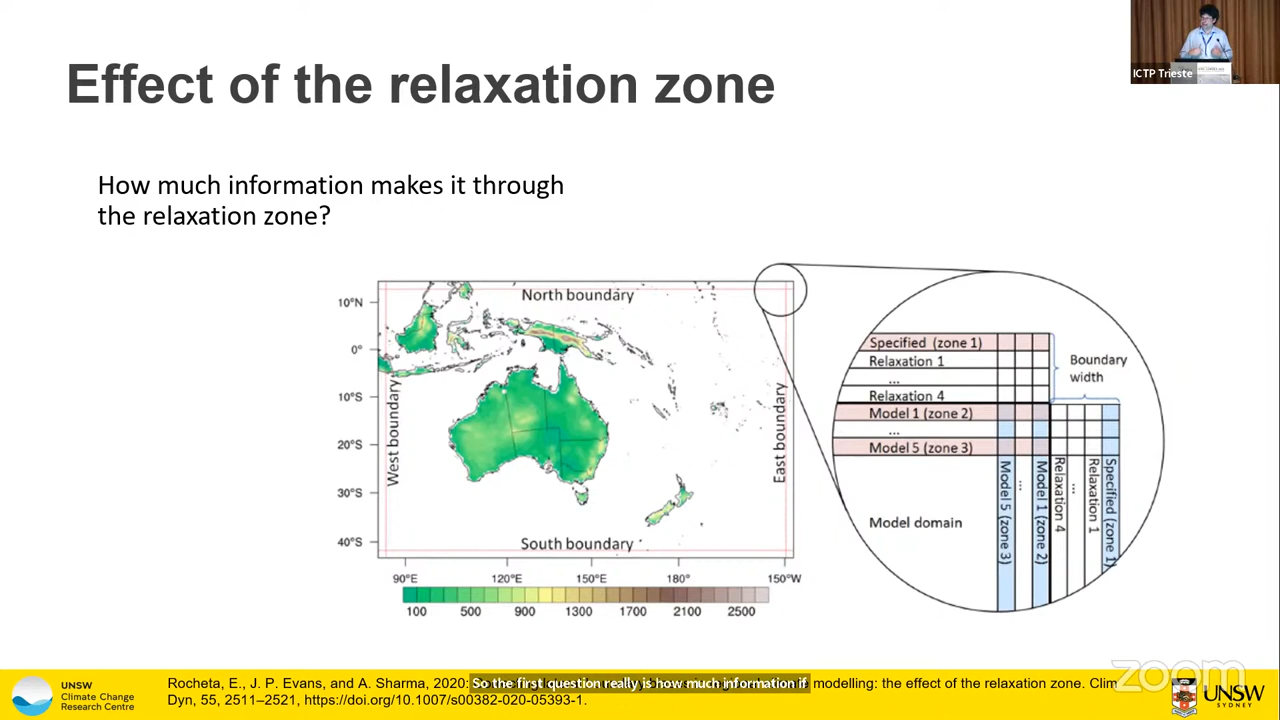 ICTP Trieste
Effect of the relaxation zone
How much information makes it through
the relaxation zone?
North boundary
West boundary
East boundary
South boundary
10°N
0°
10°S
20°S
30°S
40°S
90°E 120°E 150°E 180° 150°W
100 500 900 1300 1700 2100 2500
Specified (zone 1)
Relaxation 1
...
Relaxation 4
Model 1 (zone 2)
...
Model 5 (zone 3)
Model domain
Boundary
width
Model 5 (zone 3)
...
Model 1 (zone 2)
Relaxation 4
...
Relaxation 1
Specified (zone 1)
UNSW
Climate Change
Research Centre
Rocheta, E., J. P. Evans, and A. Sharma, 2020: modelling: the effect of the relaxation zone. Clim
Dyn, 55, 2511–2521, https://doi.org/10.1007/s00382-020-05393-1.
So the first question really is how much information if
zoom
UNSW
SYDNEY